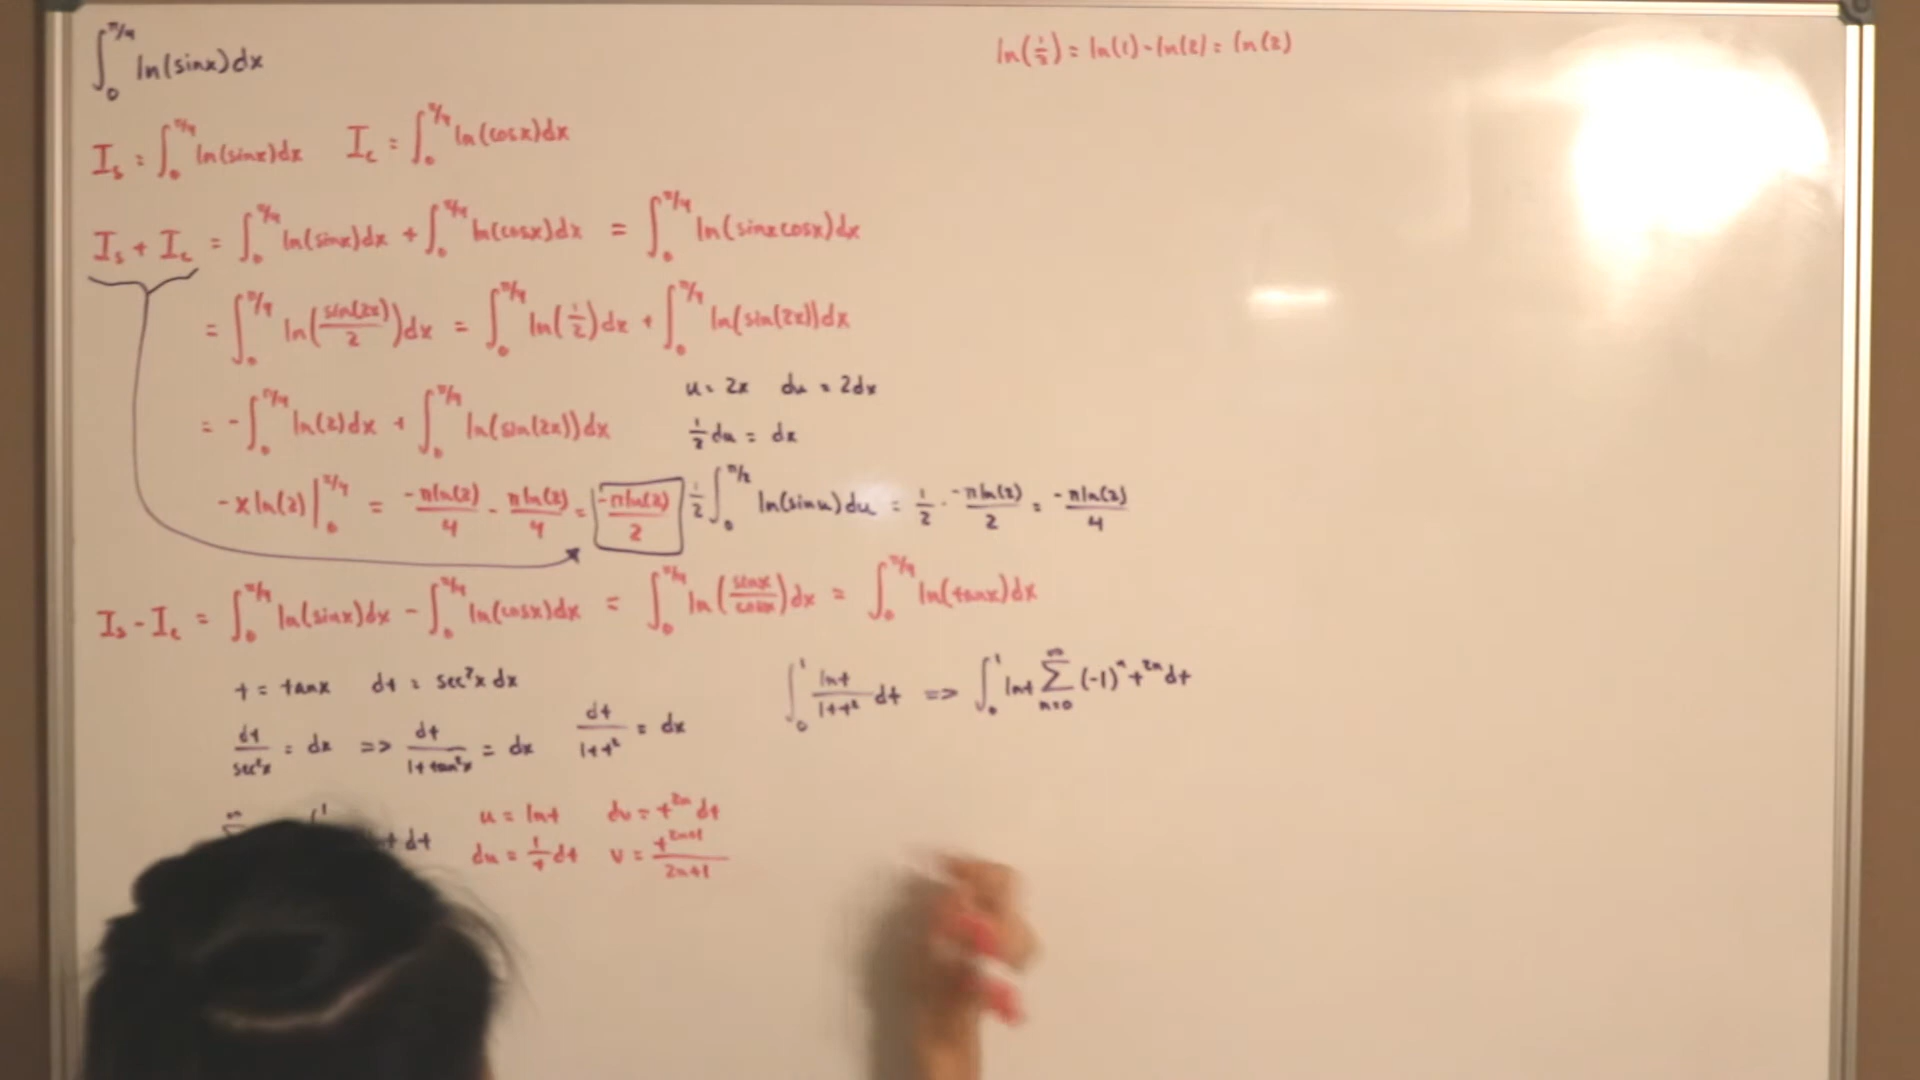 ∫₀^(π/4) ln(sinx)dx
ln(1/2) = ln(1) - ln(2) = ln(2)
I_s = ∫₀^(π/4) ln(sinx)dx   I_c = ∫₀^(π/4) ln(cosx)dx
I_s + I_c = ∫₀^(π/4) ln(sinx)dx + ∫₀^(π/4) ln(cosx)dx = ∫₀^(π/4) ln(sinxcosx)dx
= ∫₀^(π/4) ln(sin(2x)/2)dx = ∫₀^(π/4) ln(1/2)dx + ∫₀^(π/4) ln(sin(2x))dx
= -∫₀^(π/4) ln(2)dx + ∫₀^(π/4) ln(sin(2x))dx
u = 2x   du = 2dx
1/2 du = dx
-xln(2)|₀^(π/4) = -πln(2)/4 - πln(2)/4 = -πln(2)/2
1/2 ∫₀^(π/2) ln(sinu)du = 1/2 · -πln(2)/2 = -πln(2)/4
I_s - I_c = ∫₀^(π/4) ln(sinx)dx - ∫₀^(π/4) ln(cosx)dx = ∫₀^(π/4) ln(sinx/cosx)dx = ∫₀^(π/4) ln(tanx)dx
t = tanx   dt = sec²x dx
dt/sec²x = dx => dt/(1+tan²x) = dx   dt/(1+t²) = dx
∫₀¹ lnt/(1+t²) dt => ∫₀¹ lnt ∑_(n=0)^∞ (-1)ⁿ t^(2n) dt
t dt
u = lnt   dv = t^(2n) dt
du = 1/t dt   v = t^(2n+1)/(2n+1)